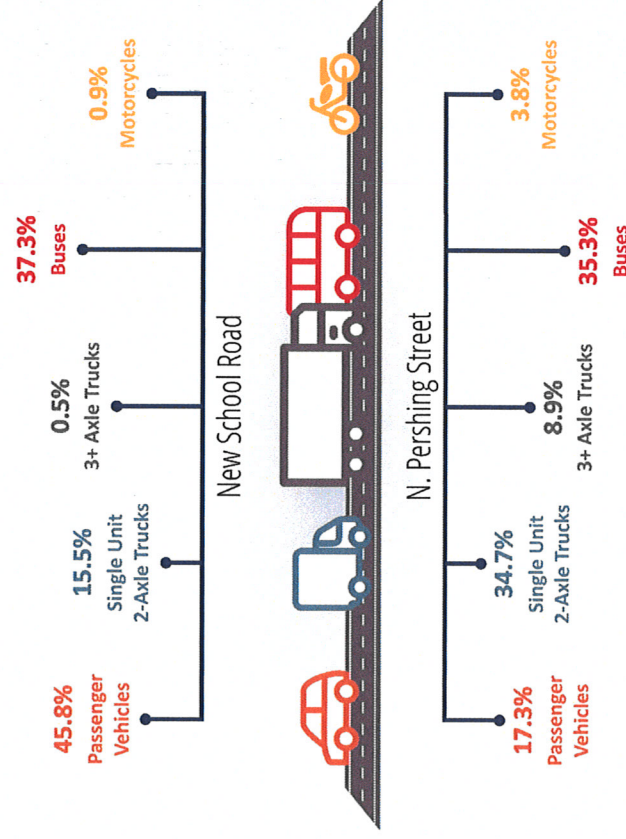 45.8%
Passenger
Vehicles
15.5%
Single Unit
2-Axle Trucks
0.5%
3+ Axle Trucks
37.3%
Buses
0.9%
Motorcycles
New School Road
N. Pershing Street
17.3%
Passenger
Vehicles
34.7%
Single Unit
2-Axle Trucks
8.9%
3+ Axle Trucks
35.3%
Buses
3.8%
Motorcycles